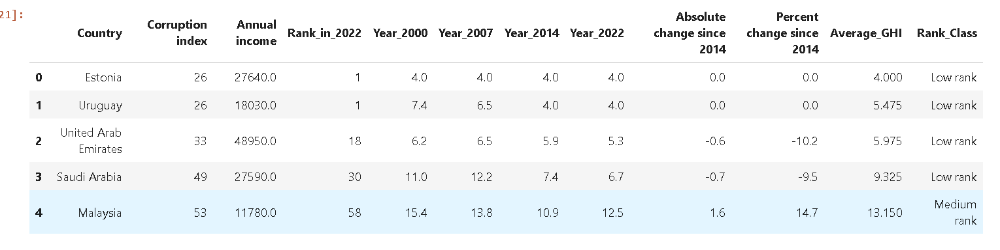 21]:
Country Corruption index Annual income Rank_in_2022 Year_2000 Year_2007 Year_2014 Year_2022 Absolute change since 2014 Percent change since 2014 Average_GHI Rank_Class
0 Estonia 26 27640.0 1 4.0 4.0 4.0 4.0 0.0 0.0 4.000 Low rank
1 Uruguay 26 18030.0 1 7.4 6.5 4.0 4.0 0.0 0.0 5.475 Low rank
2 United Arab Emirates 33 48950.0 18 6.2 6.5 5.9 5.3 -0.6 -10.2 5.975 Low rank
3 Saudi Arabia 49 27590.0 30 11.0 12.2 7.4 6.7 -0.7 -9.5 9.325 Low rank
4 Malaysia 53 11780.0 58 15.4 13.8 10.9 12.5 1.6 14.7 13.150 Medium rank